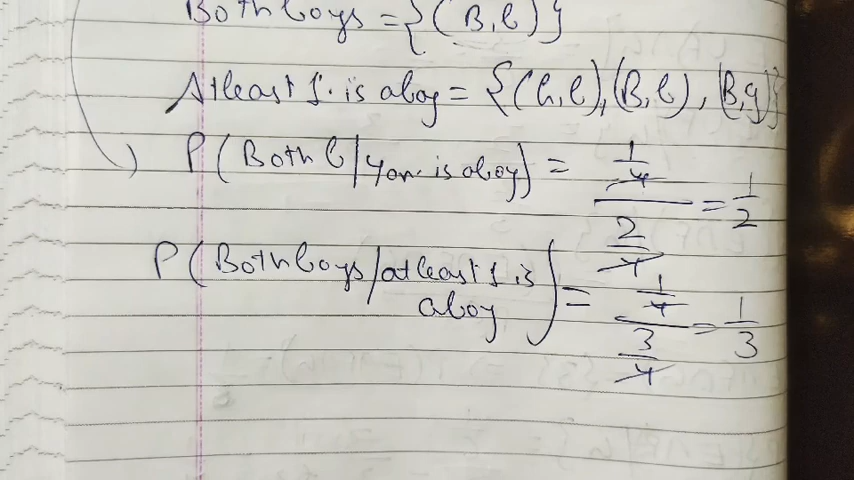 Both boys = {(B,b)}
Atleast 1 is a boy = {(G,b),(B,b),(B,g)}
P(Both b/yon. is a boy) = 1/4 / 2/4 = 1/2
P(Both boys/atleast 1 is
a boy) = 1/4 / 3/4 = 1/3